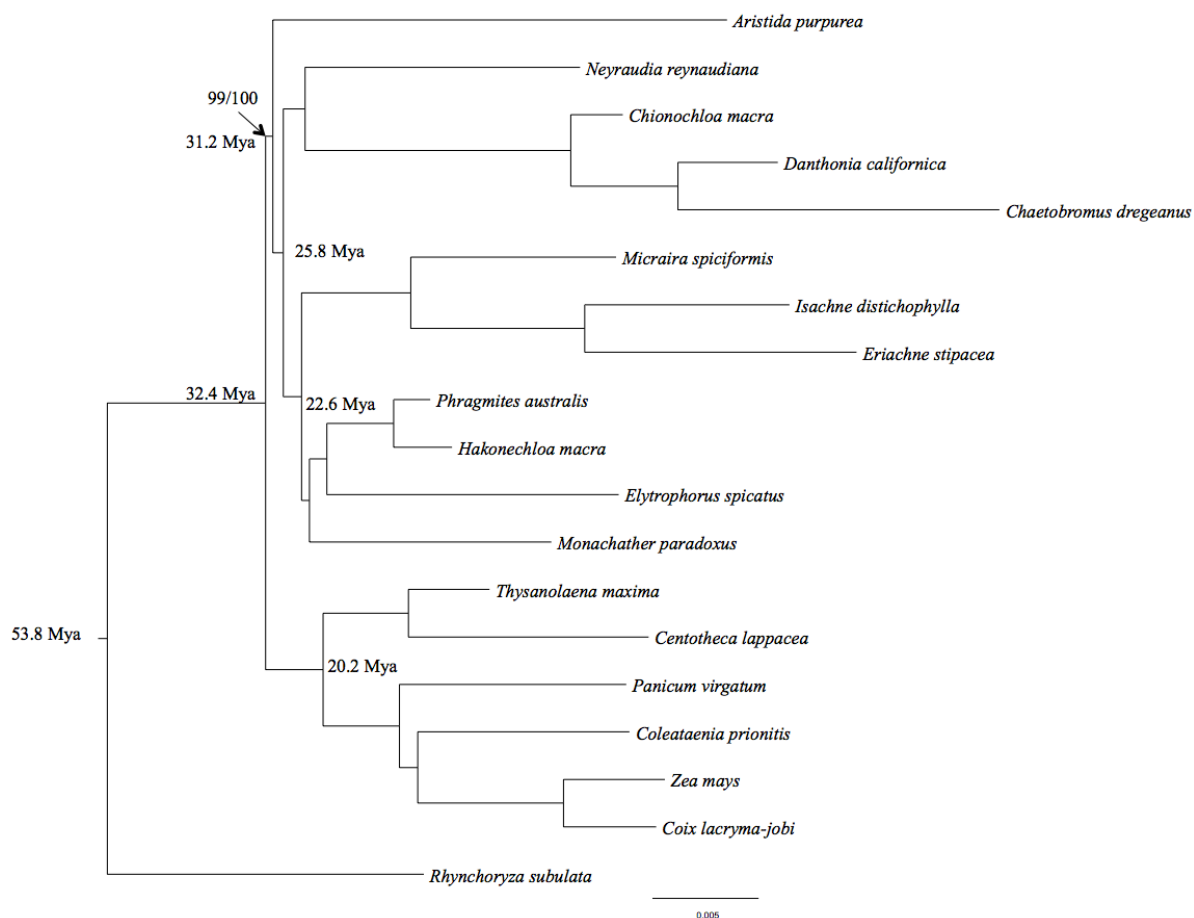 Aristida purpurea
Neyraudia reynaudiana
99/100
Chionochloa macra
31.2 Mya
Danthonia californica
Chaetobromus dregeanus
25.8 Mya
Micraira spiciformis
Isachne distichophylla
Eriachne stipacea
32.4 Mya
22.6 Mya
Phragmites australis
Hakonechloa macra
Elytrophorus spicatus
Monachather paradoxus
Thysanolaena maxima
53.8 Mya
Centotheca lappacea
20.2 Mya
Panicum virgatum
Coleataenia prionitis
Zea mays
Coix lacryma-jobi
Rhynchoryza subulata
0.005